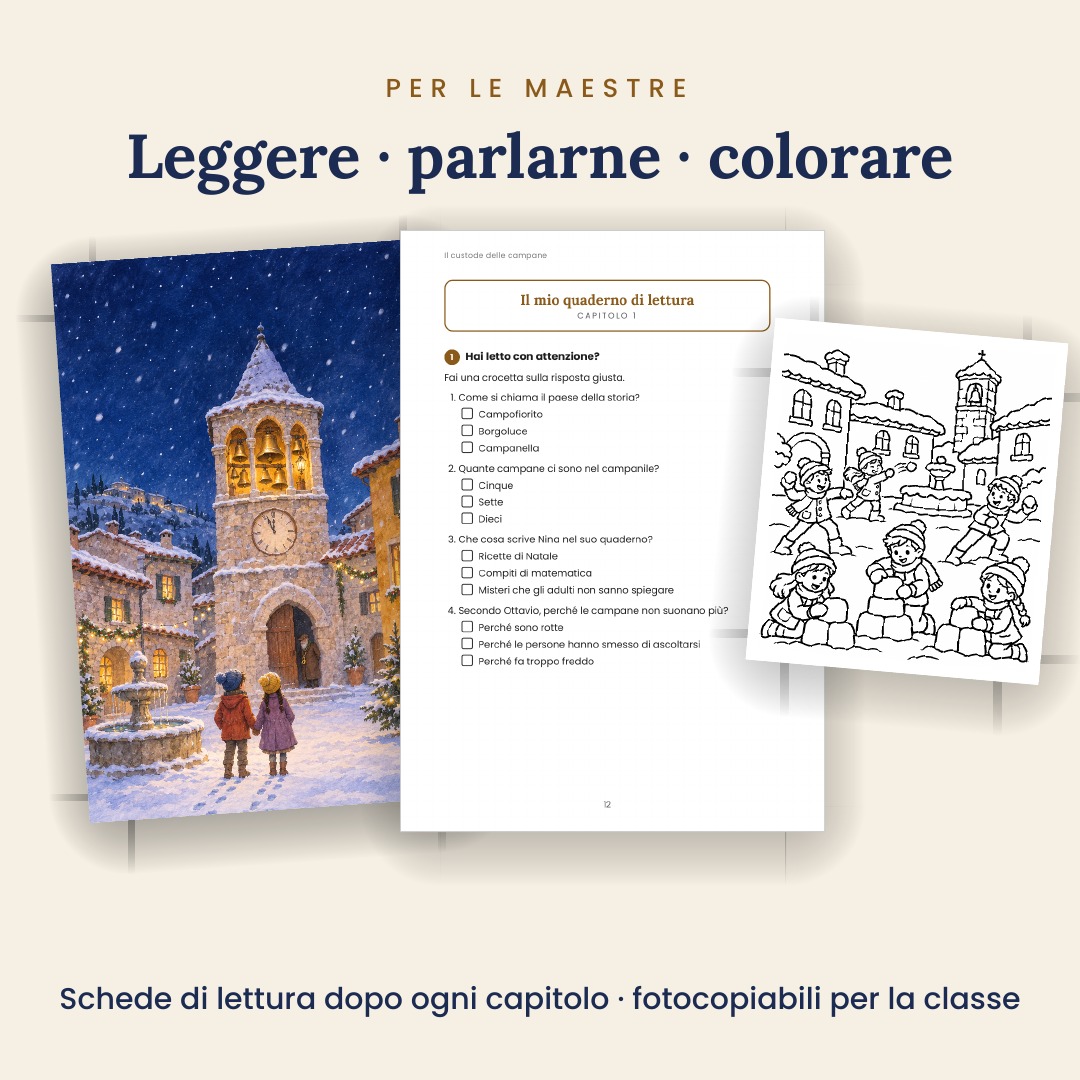 PER LE MAESTRE
Leggere · parlarne · colorare
Il custode delle campane
Il mio quaderno di lettura
CAPITOLO 1
1 Hai letto con attenzione?
Fai una crocetta sulla risposta giusta.
1. Come si chiama il paese della storia?
Campofiorito
Borgoluce
Campanella
2. Quante campane ci sono nel campanile?
Cinque
Sette
Dieci
3. Che cosa scrive Nina nel suo quaderno?
Ricette di Natale
Compiti di matematica
Misteri che gli adulti non sanno spiegare
4. Secondo Ottavio, perché le campane non suonano più?
Perché sono rotte
Perché le persone hanno smesso di ascoltarsi
Perché fa troppo freddo
12
Schede di lettura dopo ogni capitolo · fotocopiabili per la classe